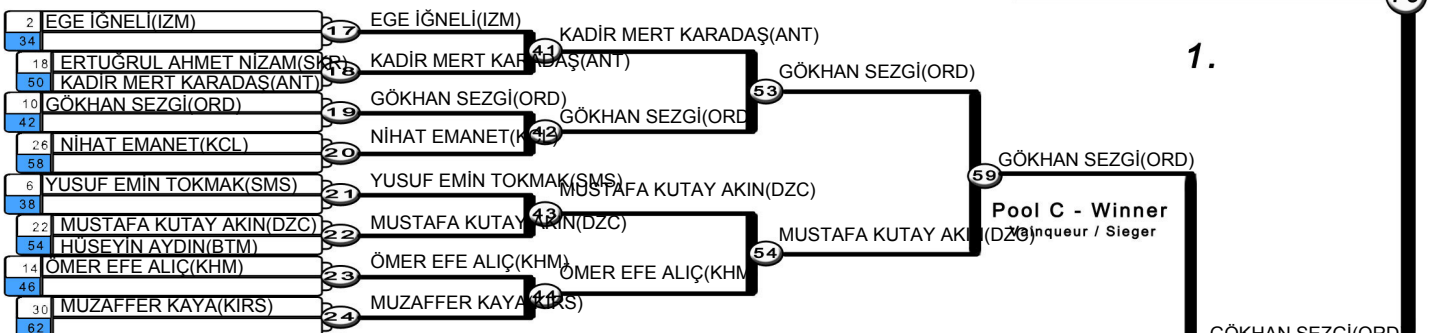 2 EGE İĞNELİ(IZM)
34
18 ERTUĞRUL AHMET NİZAM(SKR)
50 KADİR MERT KARADAŞ(ANT)
10 GÖKHAN SEZGİ(ORD)
42
26 NİHAT EMANET(KCL)
58
6 YUSUF EMİN TOKMAK(SMS)
38
22 MUSTAFA KUTAY AKIN(DZC)
54 HÜSEYİN AYDIN(BTM)
14 ÖMER EFE ALIÇ(KHM)
46
30 MUZAFFER KAYA(KIRS)
62
17 EGE İĞNELİ(IZM)
18 KADİR MERT KARADAŞ(ANT)
19 GÖKHAN SEZGİ(ORD)
20 NİHAT EMANET(KCL)
21 YUSUF EMİN TOKMAK(SMS)
22 MUSTAFA KUTAY AKIN(DZC)
23 ÖMER EFE ALIÇ(KHM)
24 MUZAFFER KAYA(KIRS)
41 KADİR MERT KARADAŞ(ANT)
42 GÖKHAN SEZGİ(ORD)
43 MUSTAFA KUTAY AKIN(DZC)
44 ÖMER EFE ALIÇ(KHM
53 GÖKHAN SEZGİ(ORD)
54 MUSTAFA KUTAY AKIN(DZC)
59 GÖKHAN SEZGİ(ORD)
Pool C - Winner
Vainqueur / Sieger
1.
GÖKHAN SEZGİ(ORD